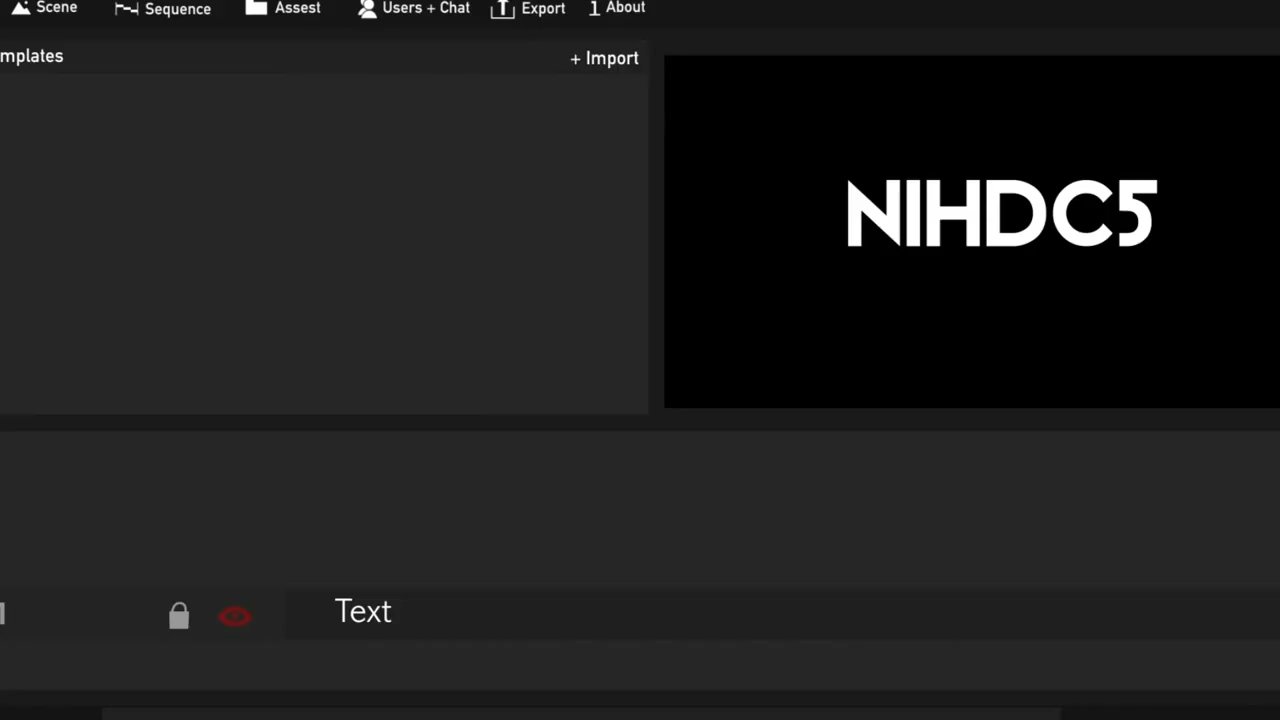 Scene Sequence Assest Users + Chat Export About
mplates + Import
NIHDC5
Text